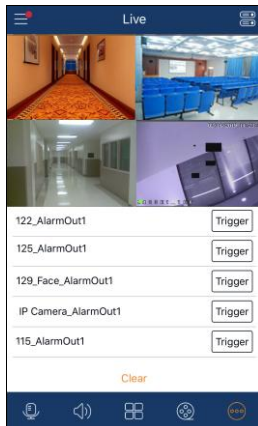 Live
122_AlarmOut1 Trigger
125_AlarmOut1 Trigger
129_Face_AlarmOut1 Trigger
IP Camera_AlarmOut1 Trigger
115_AlarmOut1 Trigger
Clear